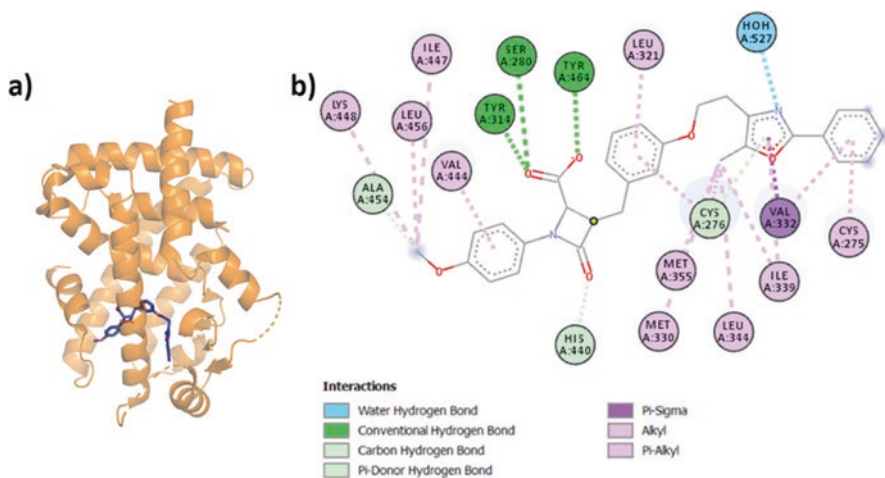 a)
b)
ILE
A:447
SER
A:280
TYR
A:464
LEU
A:321
HOH
A:527
LYS
A:448
LEU
A:456
TYR
A:314
VAL
A:444
ALA
A:454
O
O
O
N
O
O
N
O
CYS
A:276
VAL
A:332
CYS
A:275
MET
A:355
ILE
A:339
MET
A:330
LEU
A:344
HIS
A:440
Interactions
Water Hydrogen Bond
Conventional Hydrogen Bond
Carbon Hydrogen Bond
Pi-Donor Hydrogen Bond
Pi-Sigma
Alkyl
Pi-Alkyl